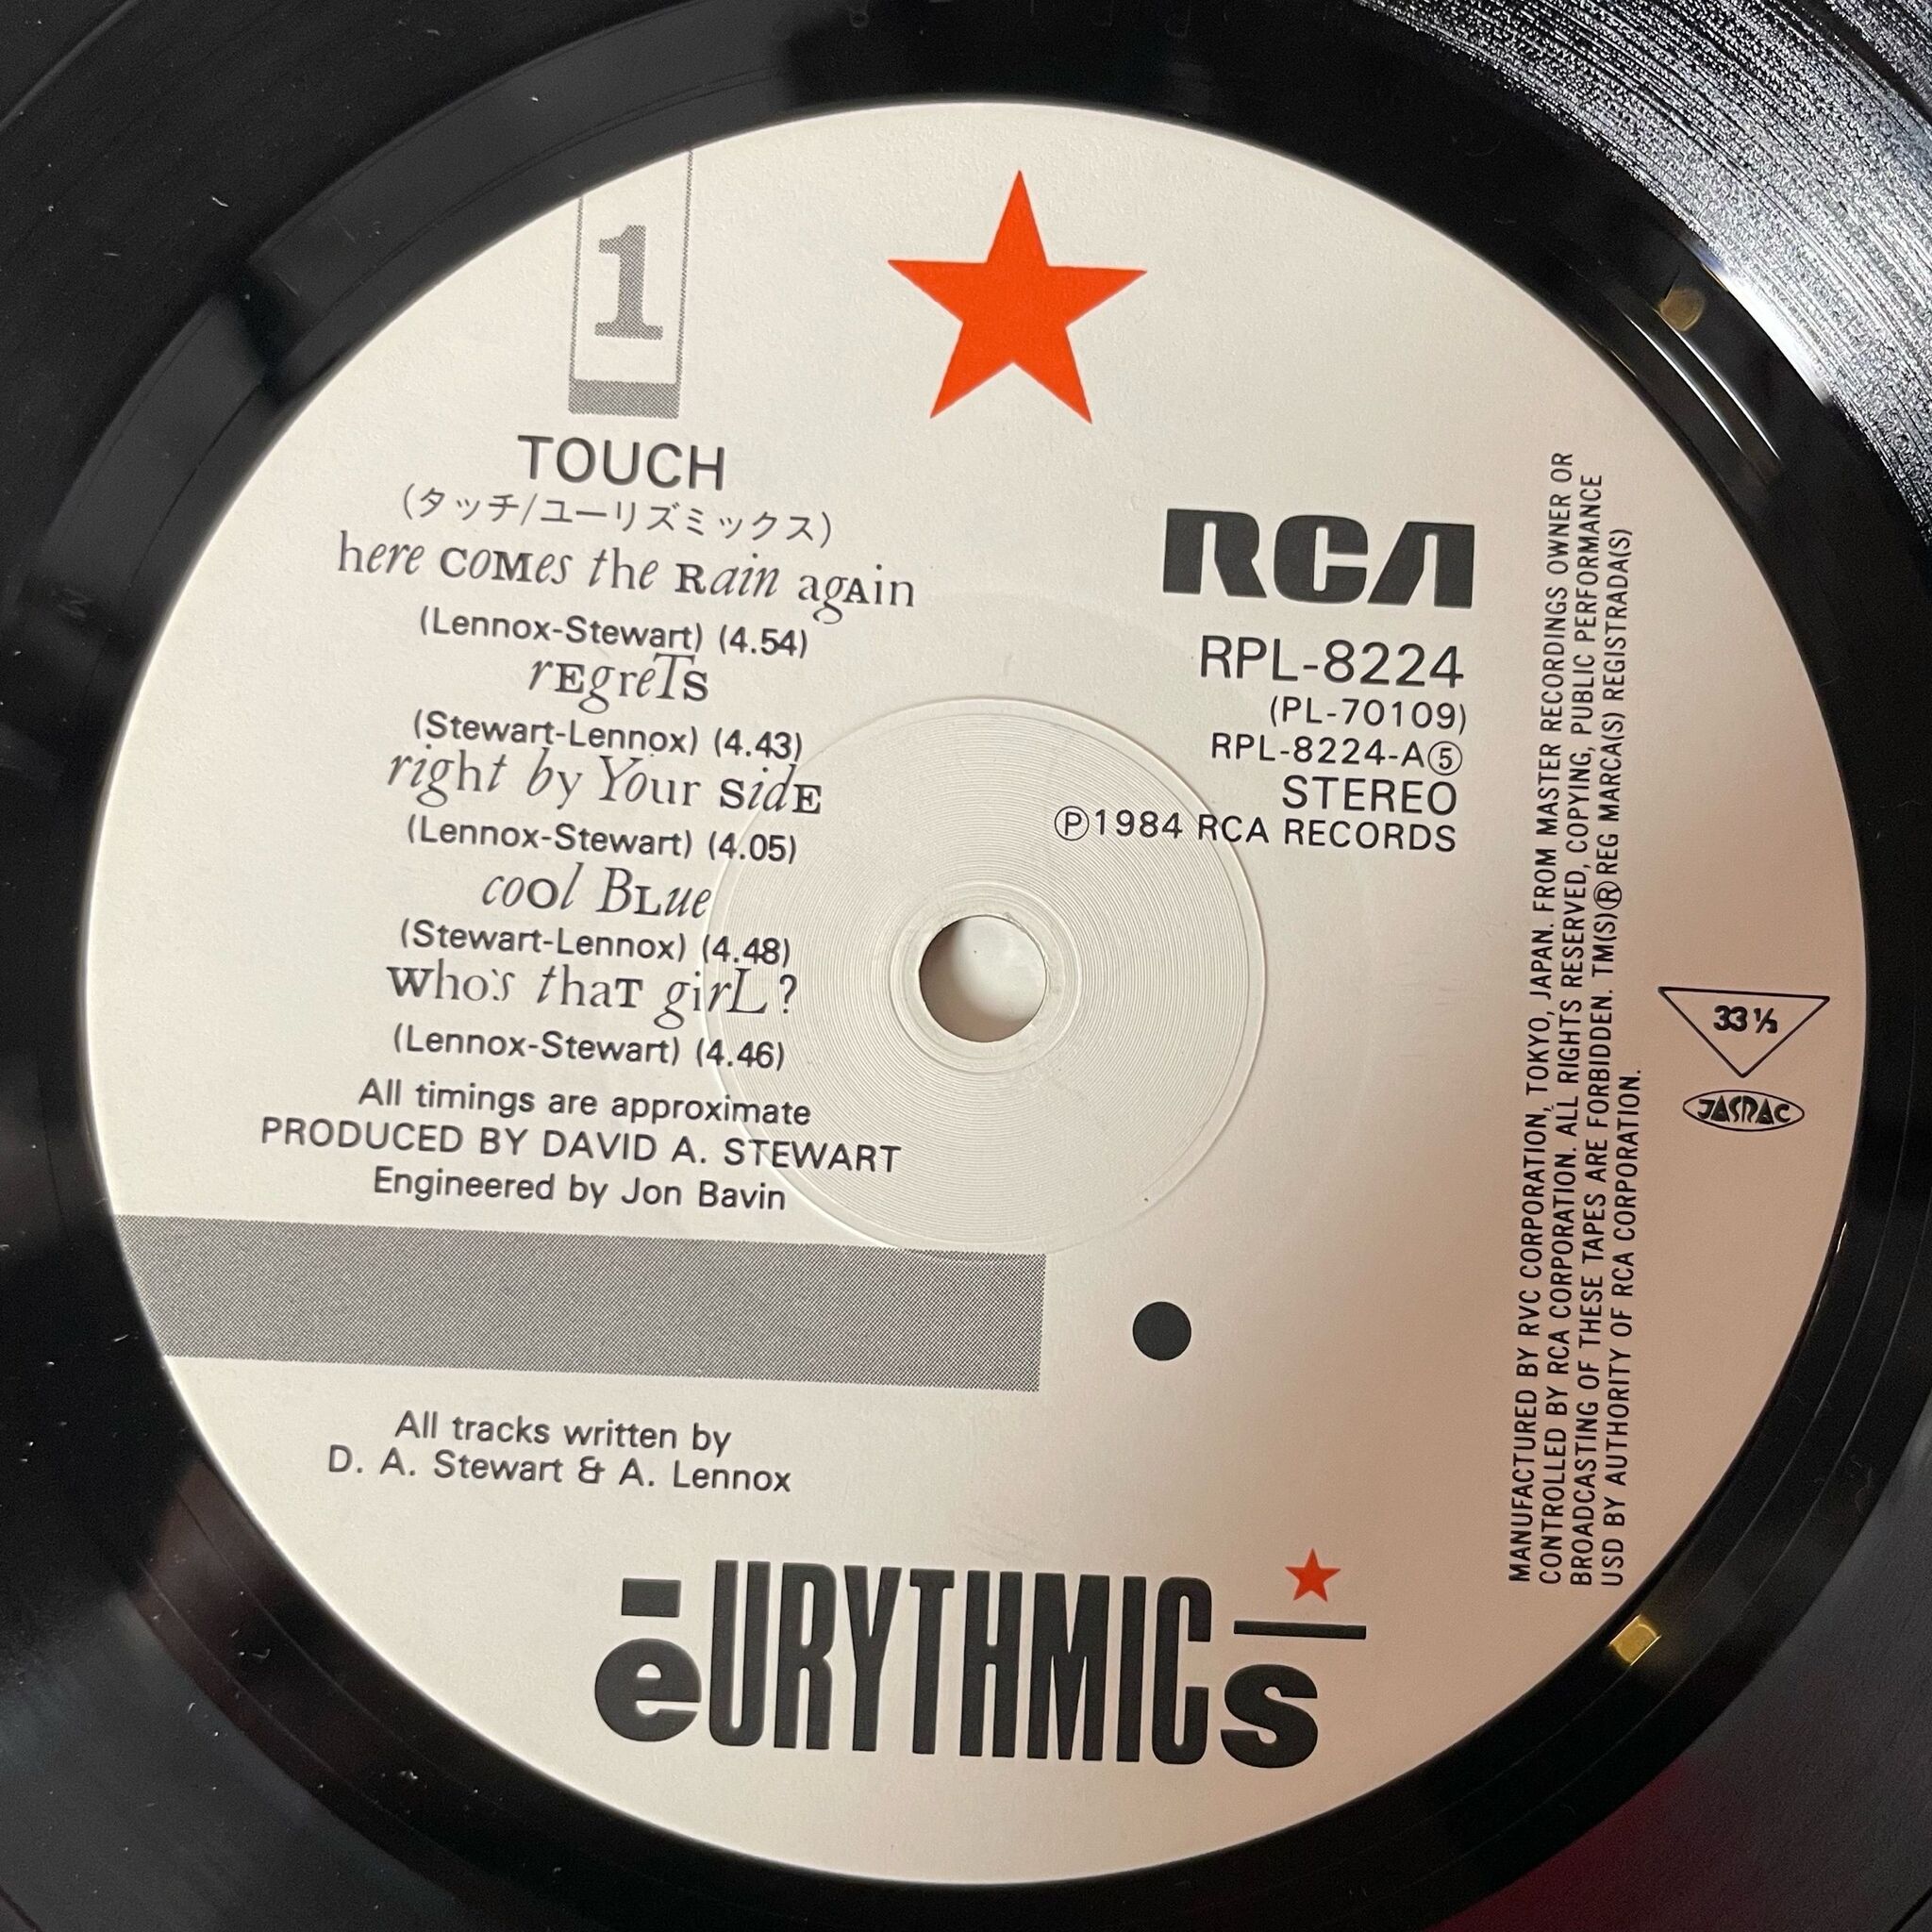 1
TOUCH
(タッチ/ユーリズミックス)
here COMes the Rain agAin
(Lennox-Stewart) (4.54)
rEgreTs
(Stewart-Lennox) (4.43)
right by Your sidE
(Lennox-Stewart) (4.05)
cool BLue
(Stewart-Lennox) (4.48)
who's thaT girL?
(Lennox-Stewart) (4.46)
All timings are approximate
PRODUCED BY DAVID A. STEWART
Engineered by Jon Bavin
RCA
RPL-8224
(PL-70109)
RPL-8224-A⑤
STEREO
Ⓟ1984 RCA RECORDS
All tracks written by
D. A. Stewart & A. Lennox
eURYTHMICs
MANUFACTURED BY RVC CORPORATION, TOKYO, JAPAN. FROM MASTER RECORDINGS OWNER OR
CONTROLLED BY RCA CORPORATION. ALL RIGHTS RESERVED, COPYING, PUBLIC PERFORMANCE
BROADCASTING OF THESE TAPES ARE FORBIDDEN. TM(S)®REG MARCA(S) REGISTRADA(S)
USD BY AUTHORITY OF RCA CORPORATION.
33 ⅓
JASRAC